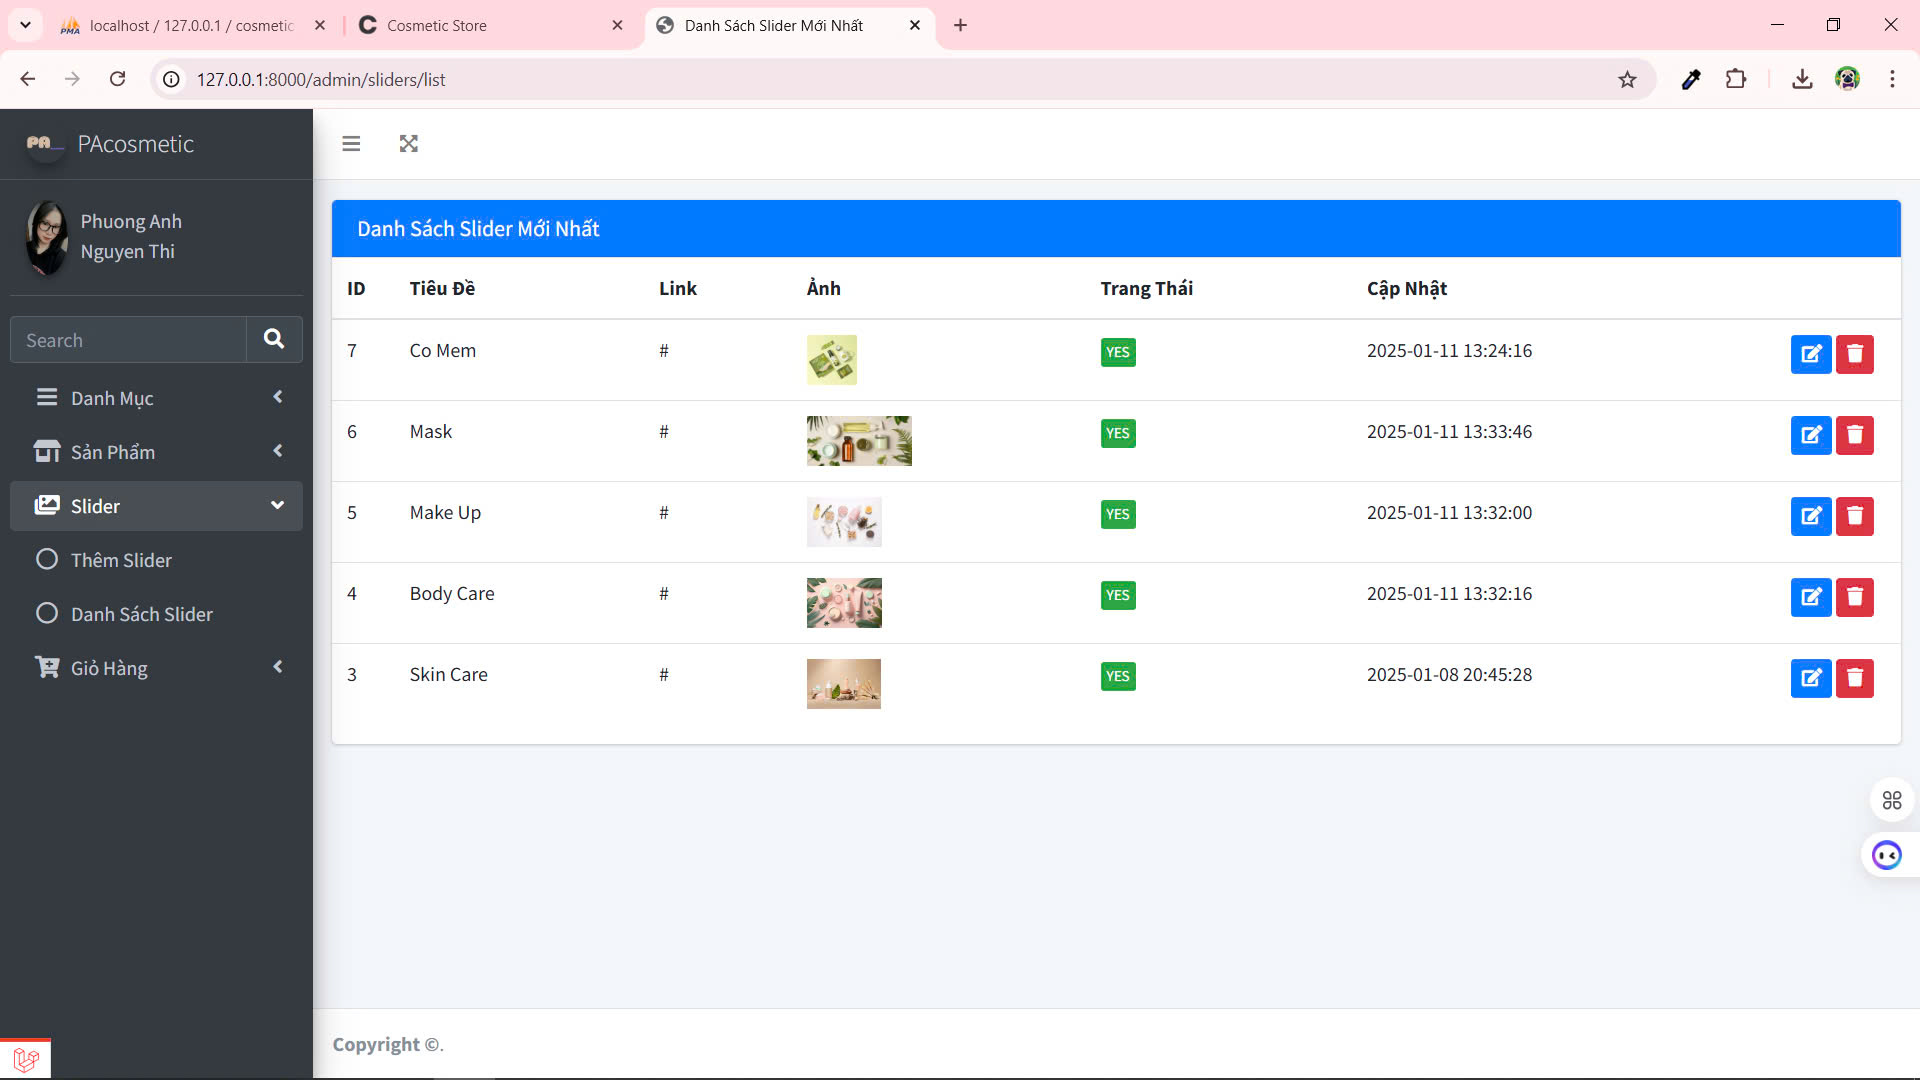 localhost / 127.0.0.1 / cosmetic
Cosmetic Store
Danh Sách Slider Mới Nhất
127.0.0.1:8000/admin/sliders/list
PA
PAcosmetic
Phuong Anh
Nguyen Thi
Search
Danh Mục
Sản Phẩm
Slider
Thêm Slider
Danh Sách Slider
Giỏ Hàng
Danh Sách Slider Mới Nhất
ID Tiêu Đề Link Ảnh Trang Thái Cập Nhật
7 Co Mem # YES 2025-01-11 13:24:16
6 Mask # YES 2025-01-11 13:33:46
5 Make Up # YES 2025-01-11 13:32:00
4 Body Care # YES 2025-01-11 13:32:16
3 Skin Care # YES 2025-01-08 20:45:28
Copyright ©.